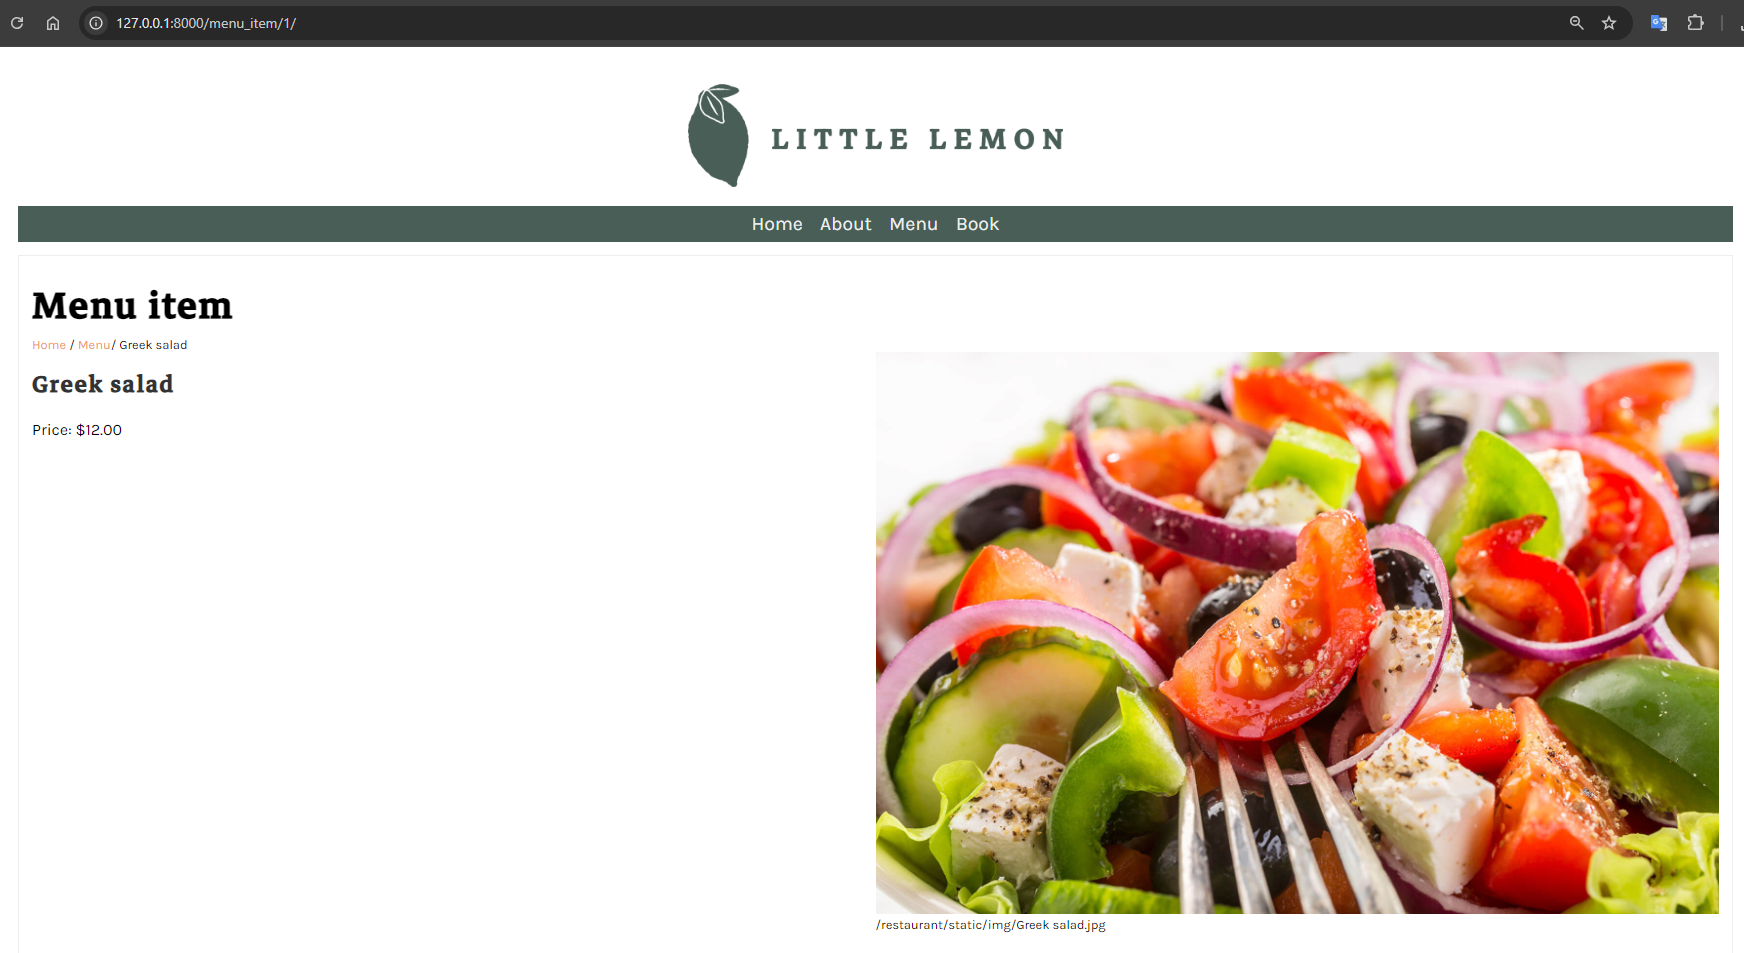 127.0.0.1:8000/menu_item/1/
LITTLE LEMON
Home About Menu Book
Menu item
Home / Menu/ Greek salad
Greek salad
Price: $12.00
/restaurant/static/img/Greek salad.jpg